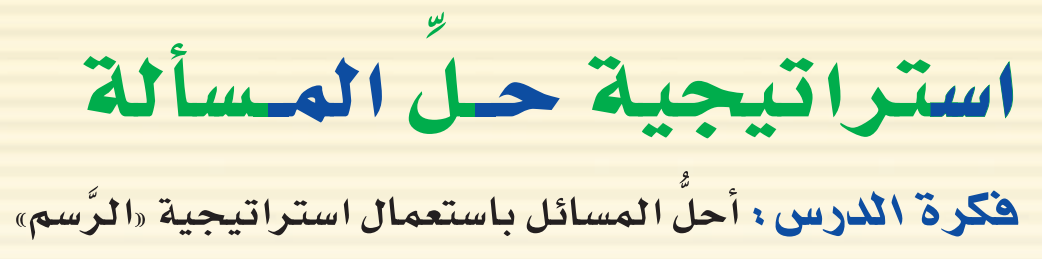 استراتيجية حلِّ المسألة
فكرة الدرس : أحلُّ المسائل باستعمال استراتيجية «الرَّسم»